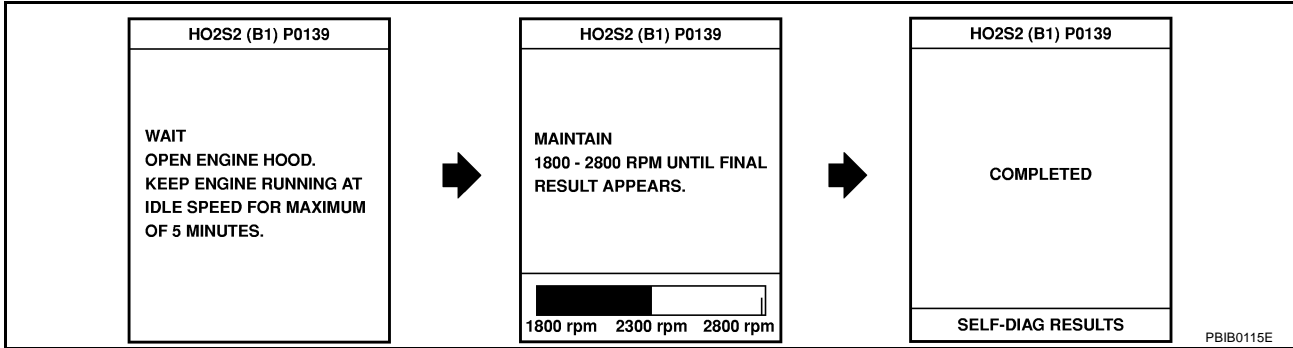 HO2S2 (B1) P0139
WAIT
OPEN ENGINE HOOD.
KEEP ENGINE RUNNING AT
IDLE SPEED FOR MAXIMUM
OF 5 MINUTES.
HO2S2 (B1) P0139
MAINTAIN
1800 - 2800 RPM UNTIL FINAL
RESULT APPEARS.
1800 rpm 2300 rpm 2800 rpm
HO2S2 (B1) P0139
COMPLETED
SELF-DIAG RESULTS
PBIB0115E